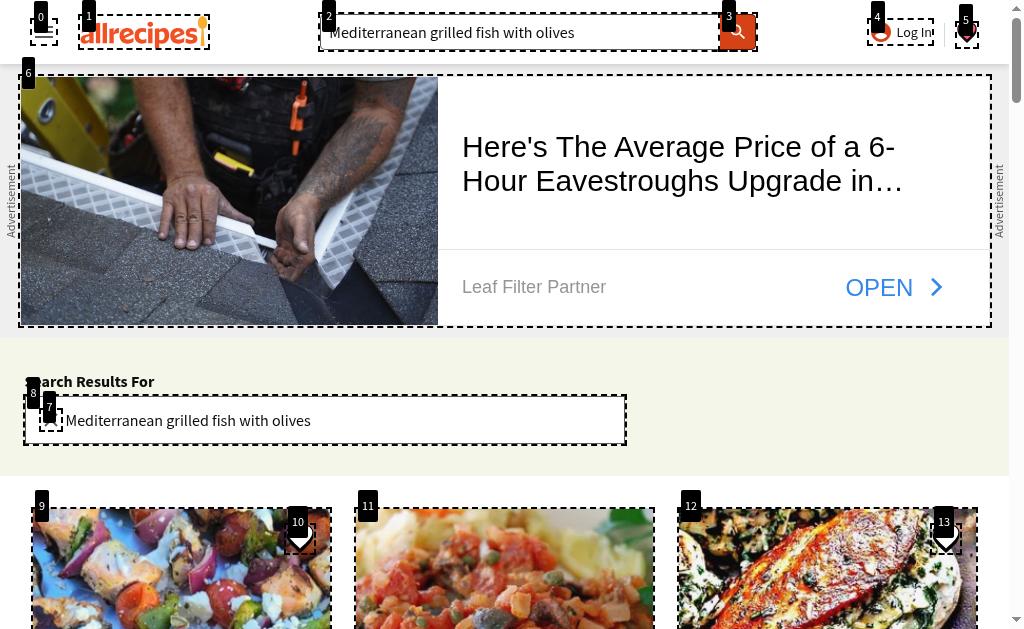 allrecipes
Mediterranean grilled fish with olives
Log In
Advertisement
Here's The Average Price of a 6-
Hour Eavestroughs Upgrade in…
Leaf Filter Partner
OPEN
Advertisement
Search Results For
Mediterranean grilled fish with olives
0
1
2
3
4
5
6
7
8
9
10
11
12
13